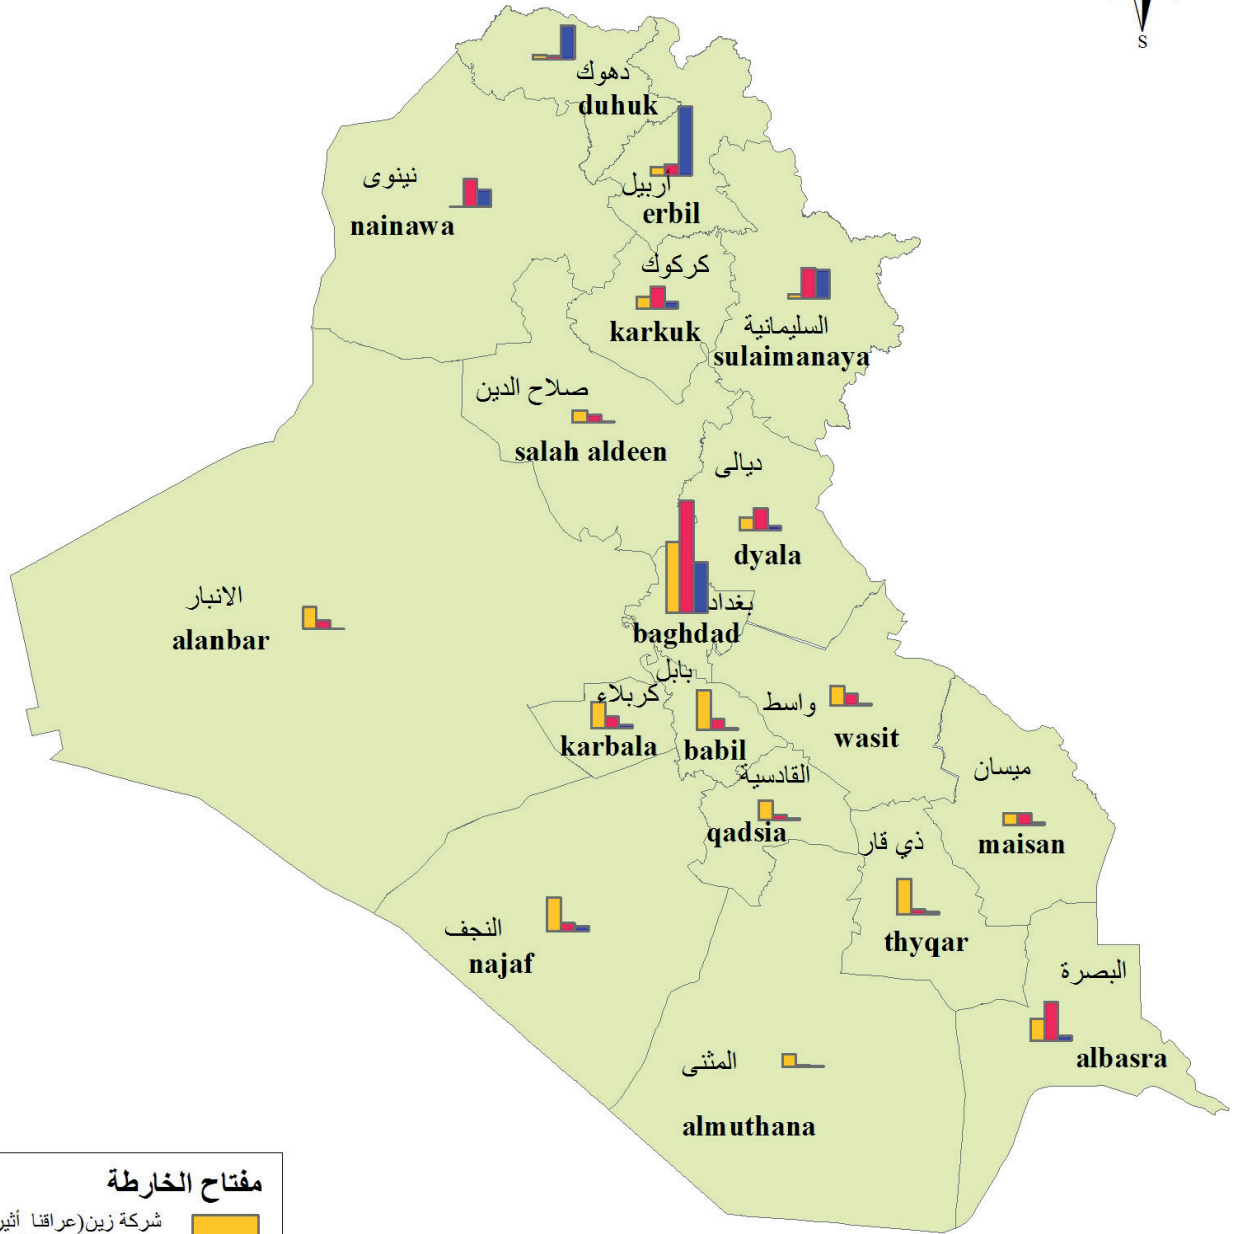 S
دهوك
duhuk
نينوى
nainawa
أربيل
erbil
كركوك
karkuk
السليمانية
sulaimanaya
صلاح الدين
salah aldeen
ديالى
dyala
بغداد
baghdad
الانبار
alanbar
بابل
babil
كربلاء
karbala
واسط
wasit
القادسية
qadsia
ميسان
maisan
ذي قار
thyqar
النجف
najaf
البصرة
albasra
المثنى
almuthana
مفتاح الخارطة
شركة زين(عراقنا أثير